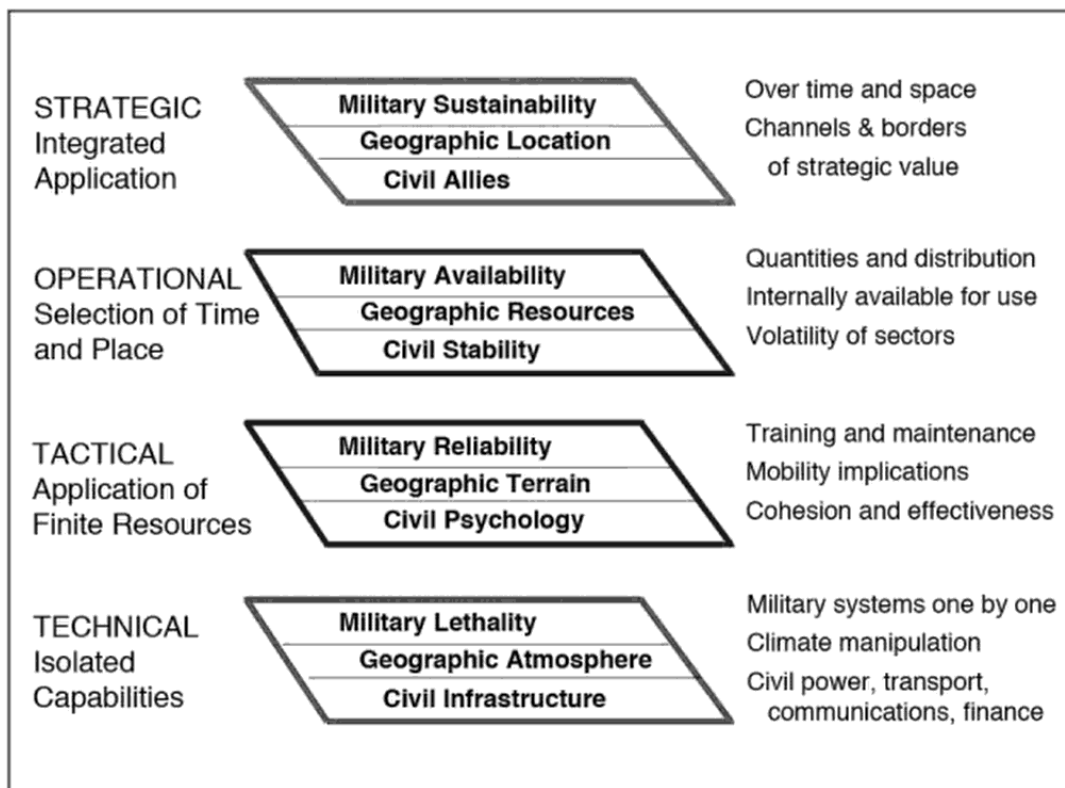 STRATEGIC
Integrated
Application
Military Sustainability
Geographic Location
Civil Allies
Over time and space
Channels & borders
of strategic value
OPERATIONAL
Selection of Time
and Place
Military Availability
Geographic Resources
Civil Stability
Quantities and distribution
Internally available for use
Volatility of sectors
TACTICAL
Application of
Finite Resources
Military Reliability
Geographic Terrain
Civil Psychology
Training and maintenance
Mobility implications
Cohesion and effectiveness
TECHNICAL
Isolated
Capabilities
Military Lethality
Geographic Atmosphere
Civil Infrastructure
Military systems one by one
Climate manipulation
Civil power, transport,
communications, finance